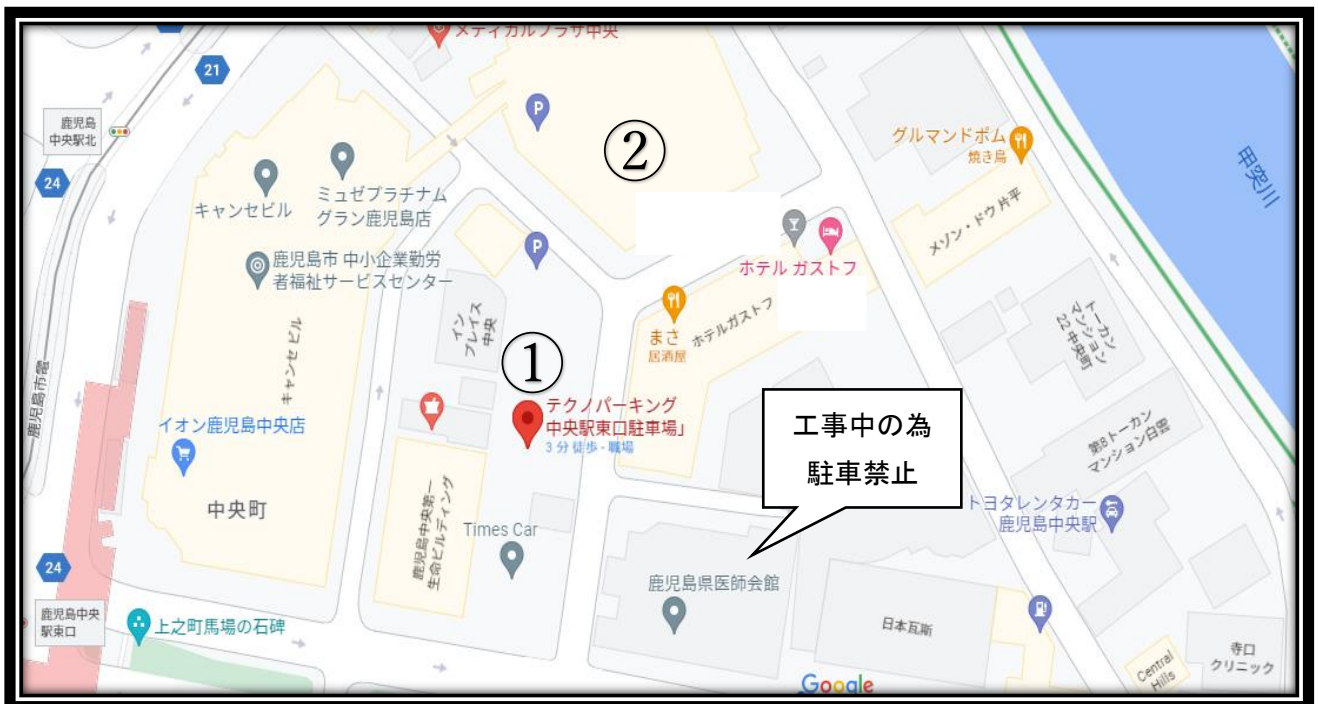 メディカルプラザ中央
21
鹿児島
中央駅北
P
②
グルマンドポム
焼き鳥
甲突川
24
キャンセビル
ミュゼプラチナム
グラン鹿児島店
メゾン・ドウ片平
鹿児島市 中小企業勤労
者福祉サービスセンター
P
ホテル ガストフ
イン
プレイス
中央
まさ
居酒屋
ホテルガストフ
トーカン
マンション
22中央町
キャンセビル
鹿児島市電
①
テクノパーキング
中央駅東口駐車場」
3 分 徒歩 - 職場
工事中の為
駐車禁止
イオン鹿児島中央店
第8トーカン
マンション白雲
中央町
鹿児島中央第一
生命ビルディング
Times Car
トヨタレンタカー
鹿児島中央駅
24
鹿児島県医師会館
鹿児島中央
駅東口
上之町馬場の石碑
日本瓦斯
寺口
クリニック
Central
Hills
Google